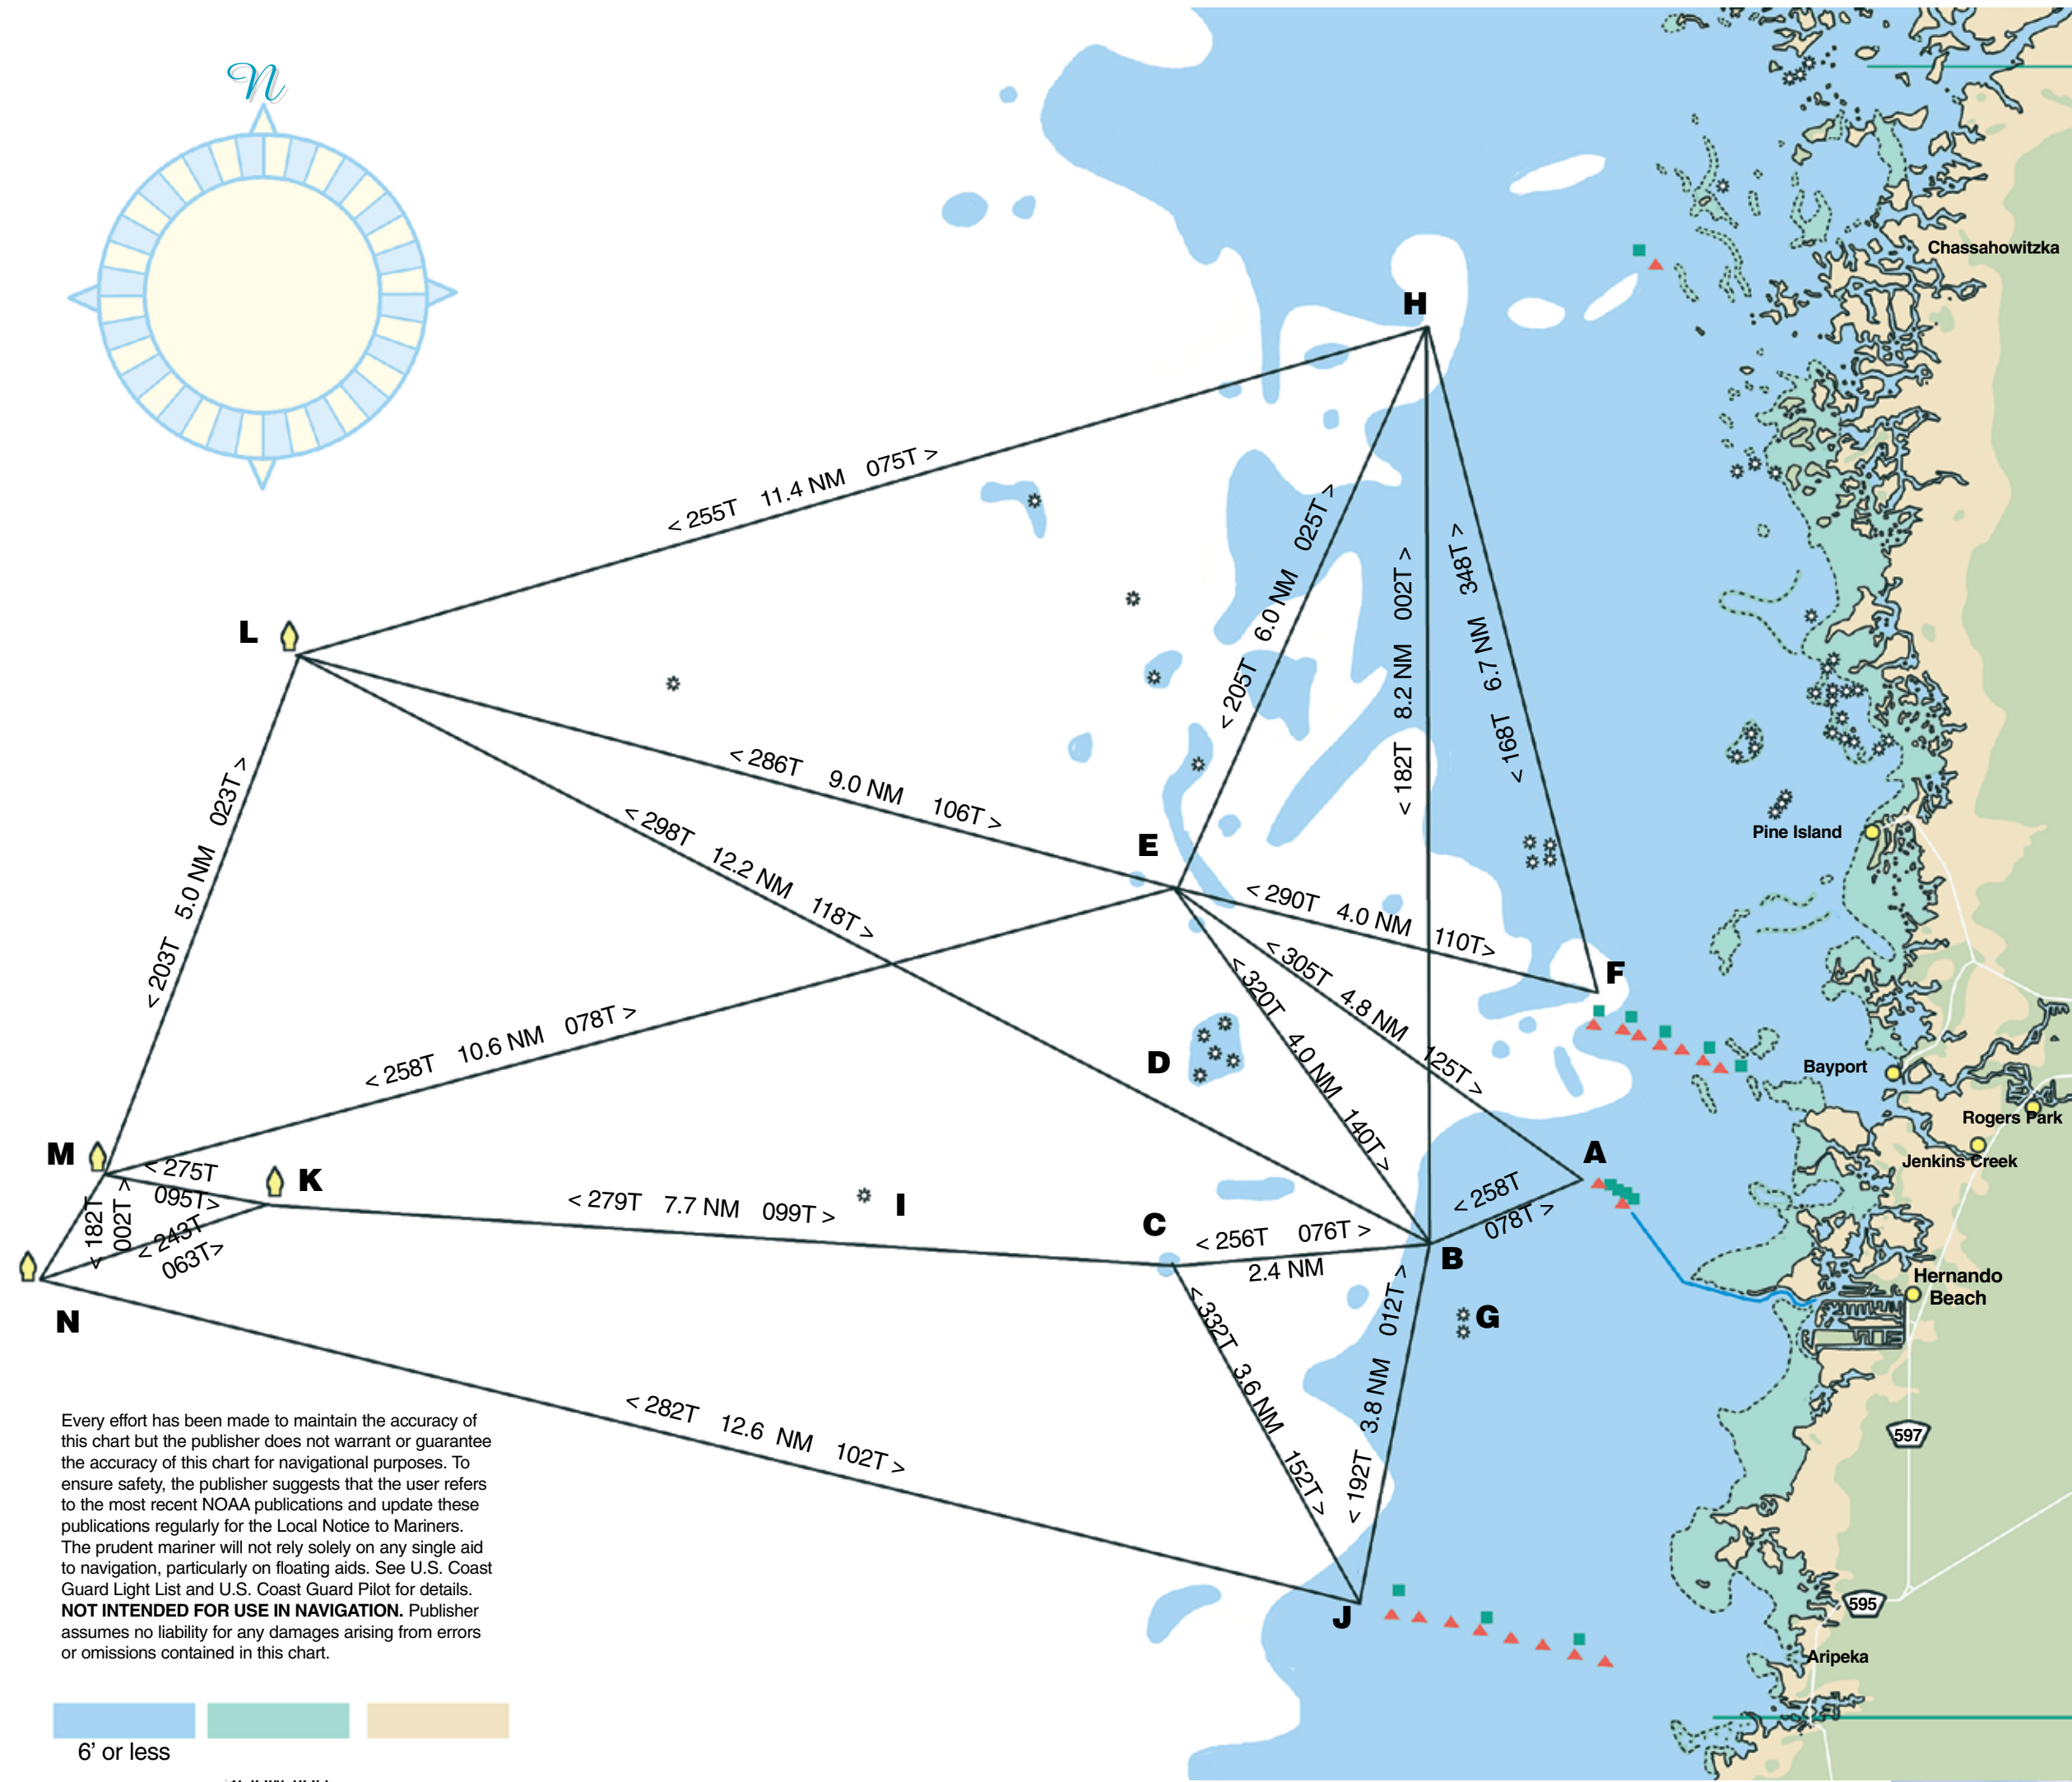 N
Chassahowitzka
H
< 255T 11.4 NM 075T >
< 205T 6.0 NM 025T >
< 182T 8.2 NM 002T >
< 168T 6.7 NM 348T >
L
< 286T 9.0 NM 106T >
< 298T 12.2 NM 118T >
< 203T 5.0 NM 023T >
Pine Island
E
< 290T 4.0 NM 110T >
< 305T 4.8 NM 125T >
< 320T 4.0 NM 140T >
F
< 258T 10.6 NM 078T >
D
Bayport
Rogers Park
Jenkins Creek
A
M
< 275T
095T >
K
< 182T
002T >
< 243T
063T >
< 279T 7.7 NM 099T >
I
C
< 256T 076T >
2.4 NM
< 258T
078T >
B
G
Hernando
Beach
N
< 332T 3.6 NM 152T >
< 192T 3.8 NM 012T >
< 282T 12.6 NM 102T >
597
595
J
Aripeka
Every effort has been made to maintain the accuracy of
this chart but the publisher does not warrant or guarantee
the accuracy of this chart for navigational purposes. To
ensure safety, the publisher suggests that the user refers
to the most recent NOAA publications and update these
publications regularly for the Local Notice to Mariners.
The prudent mariner will not rely solely on any single aid
to navigation, particularly on floating aids. See U.S. Coast
Guard Light List and U.S. Coast Guard Pilot for details.
NOT INTENDED FOR USE IN NAVIGATION. Publisher
assumes no liability for any damages arising from errors
or omissions contained in this chart.
6' or less